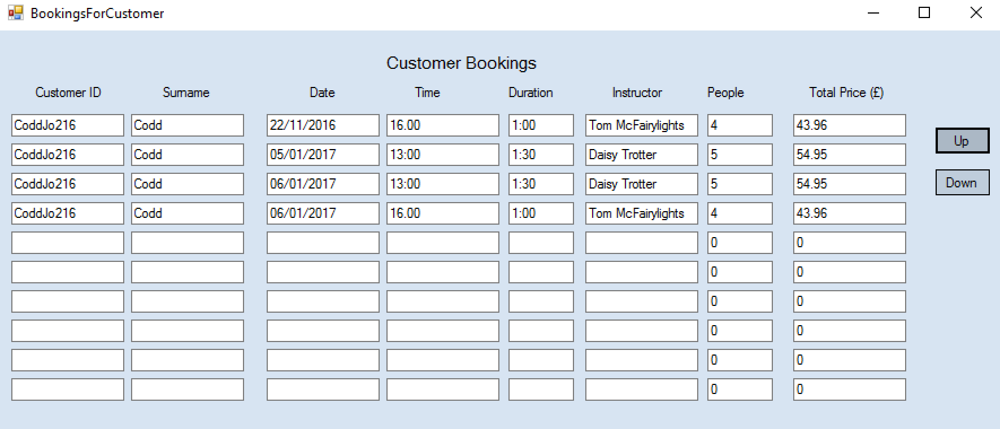 BookingsForCustomer
Customer Bookings
Customer ID Surname Date Time Duration Instructor People Total Price (£)
CoddJo216 Codd 22/11/2016 16.00 1:00 Tom McFairylights 4 43.96
Up
CoddJo216 Codd 05/01/2017 13:00 1:30 Daisy Trotter 5 54.95
CoddJo216 Codd 06/01/2017 13:00 1:30 Daisy Trotter 5 54.95
Down
CoddJo216 Codd 06/01/2017 16.00 1:00 Tom McFairylights 4 43.96
0 0
0 0
0 0
0 0
0 0
0 0